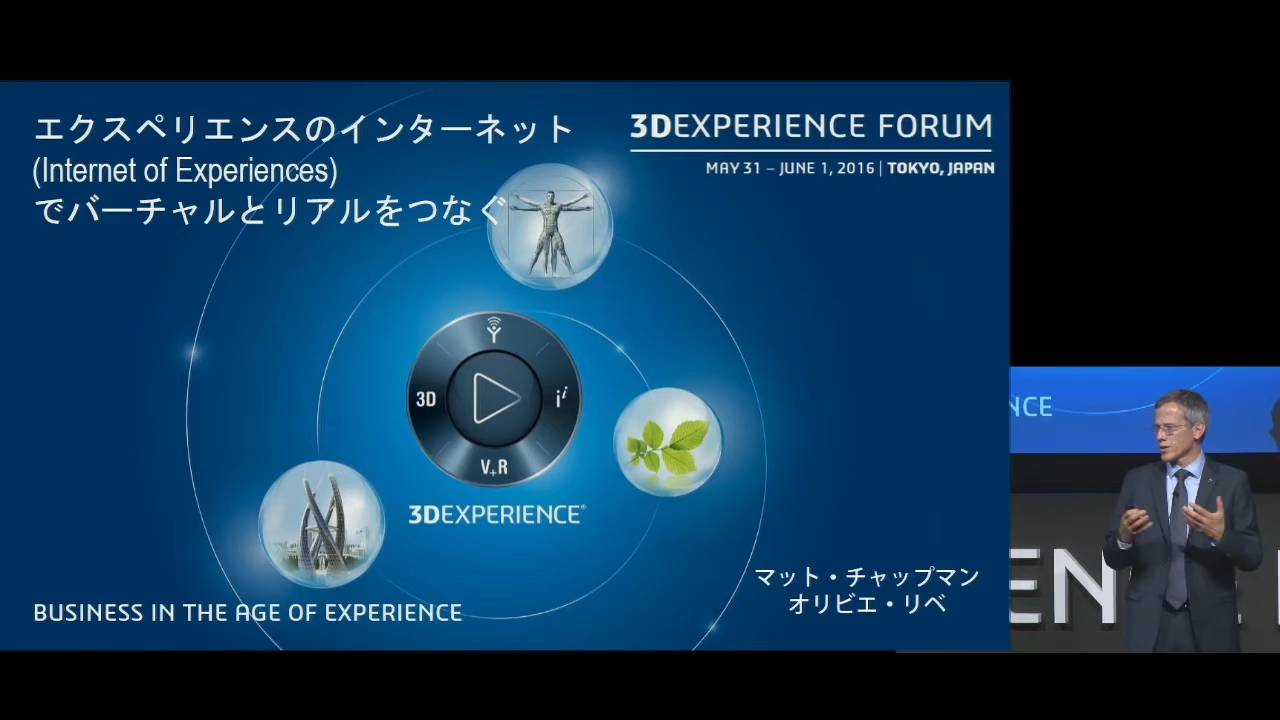 エクスペリエンスのインターネット
(Internet of Experiences)
でバーチャルとリアルをつなぐ
3DEXPERIENCE FORUM
MAY 31 – JUNE 1, 2016 | TOKYO, JAPAN
3D
i
V+R
3DEXPERIENCE®
マット・チャップマン
オリビエ・リベ
BUSINESS IN THE AGE OF EXPERIENCE
NCE
EN